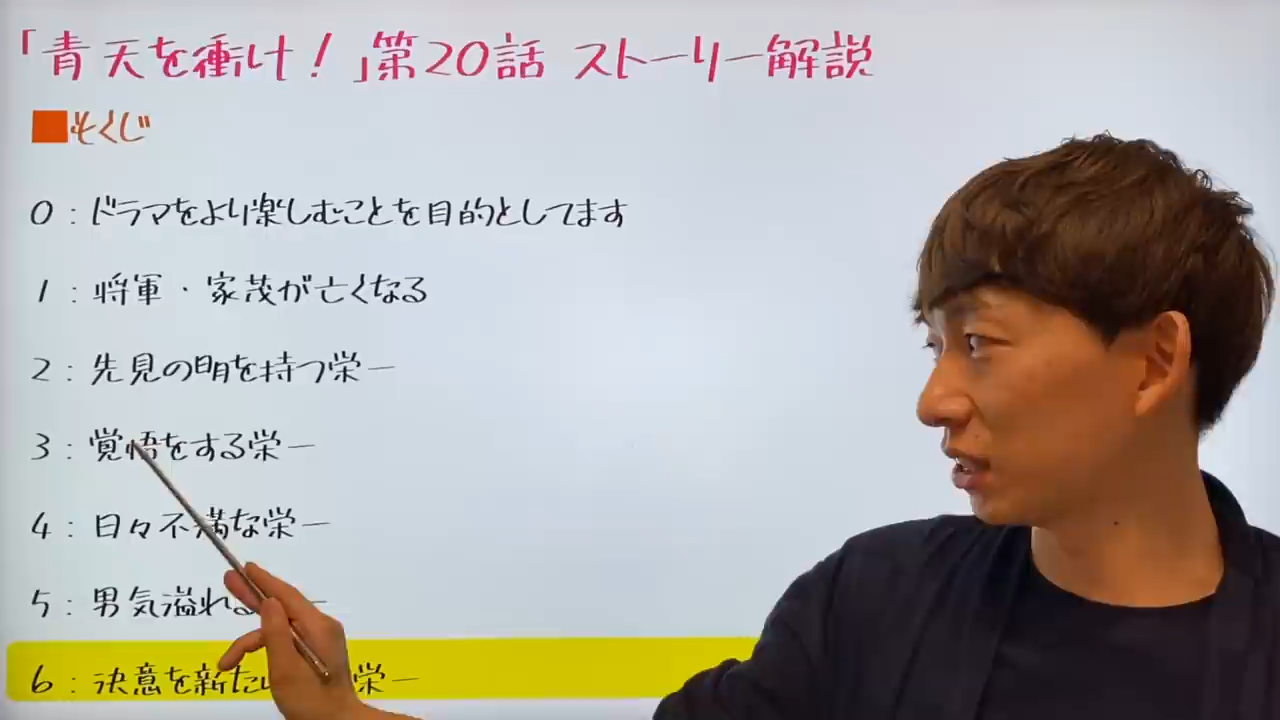 「青天を衝け！」第20話 ストーリー解説
■もくじ
0：ドラマをより楽しむことを目的としてます
1：将軍・家茂が亡くなる
2：先見の明を持つ栄一
3：覚悟をする栄一
4：日々不満な栄一
5：男気溢れる 一
6：決意を新た 栄一